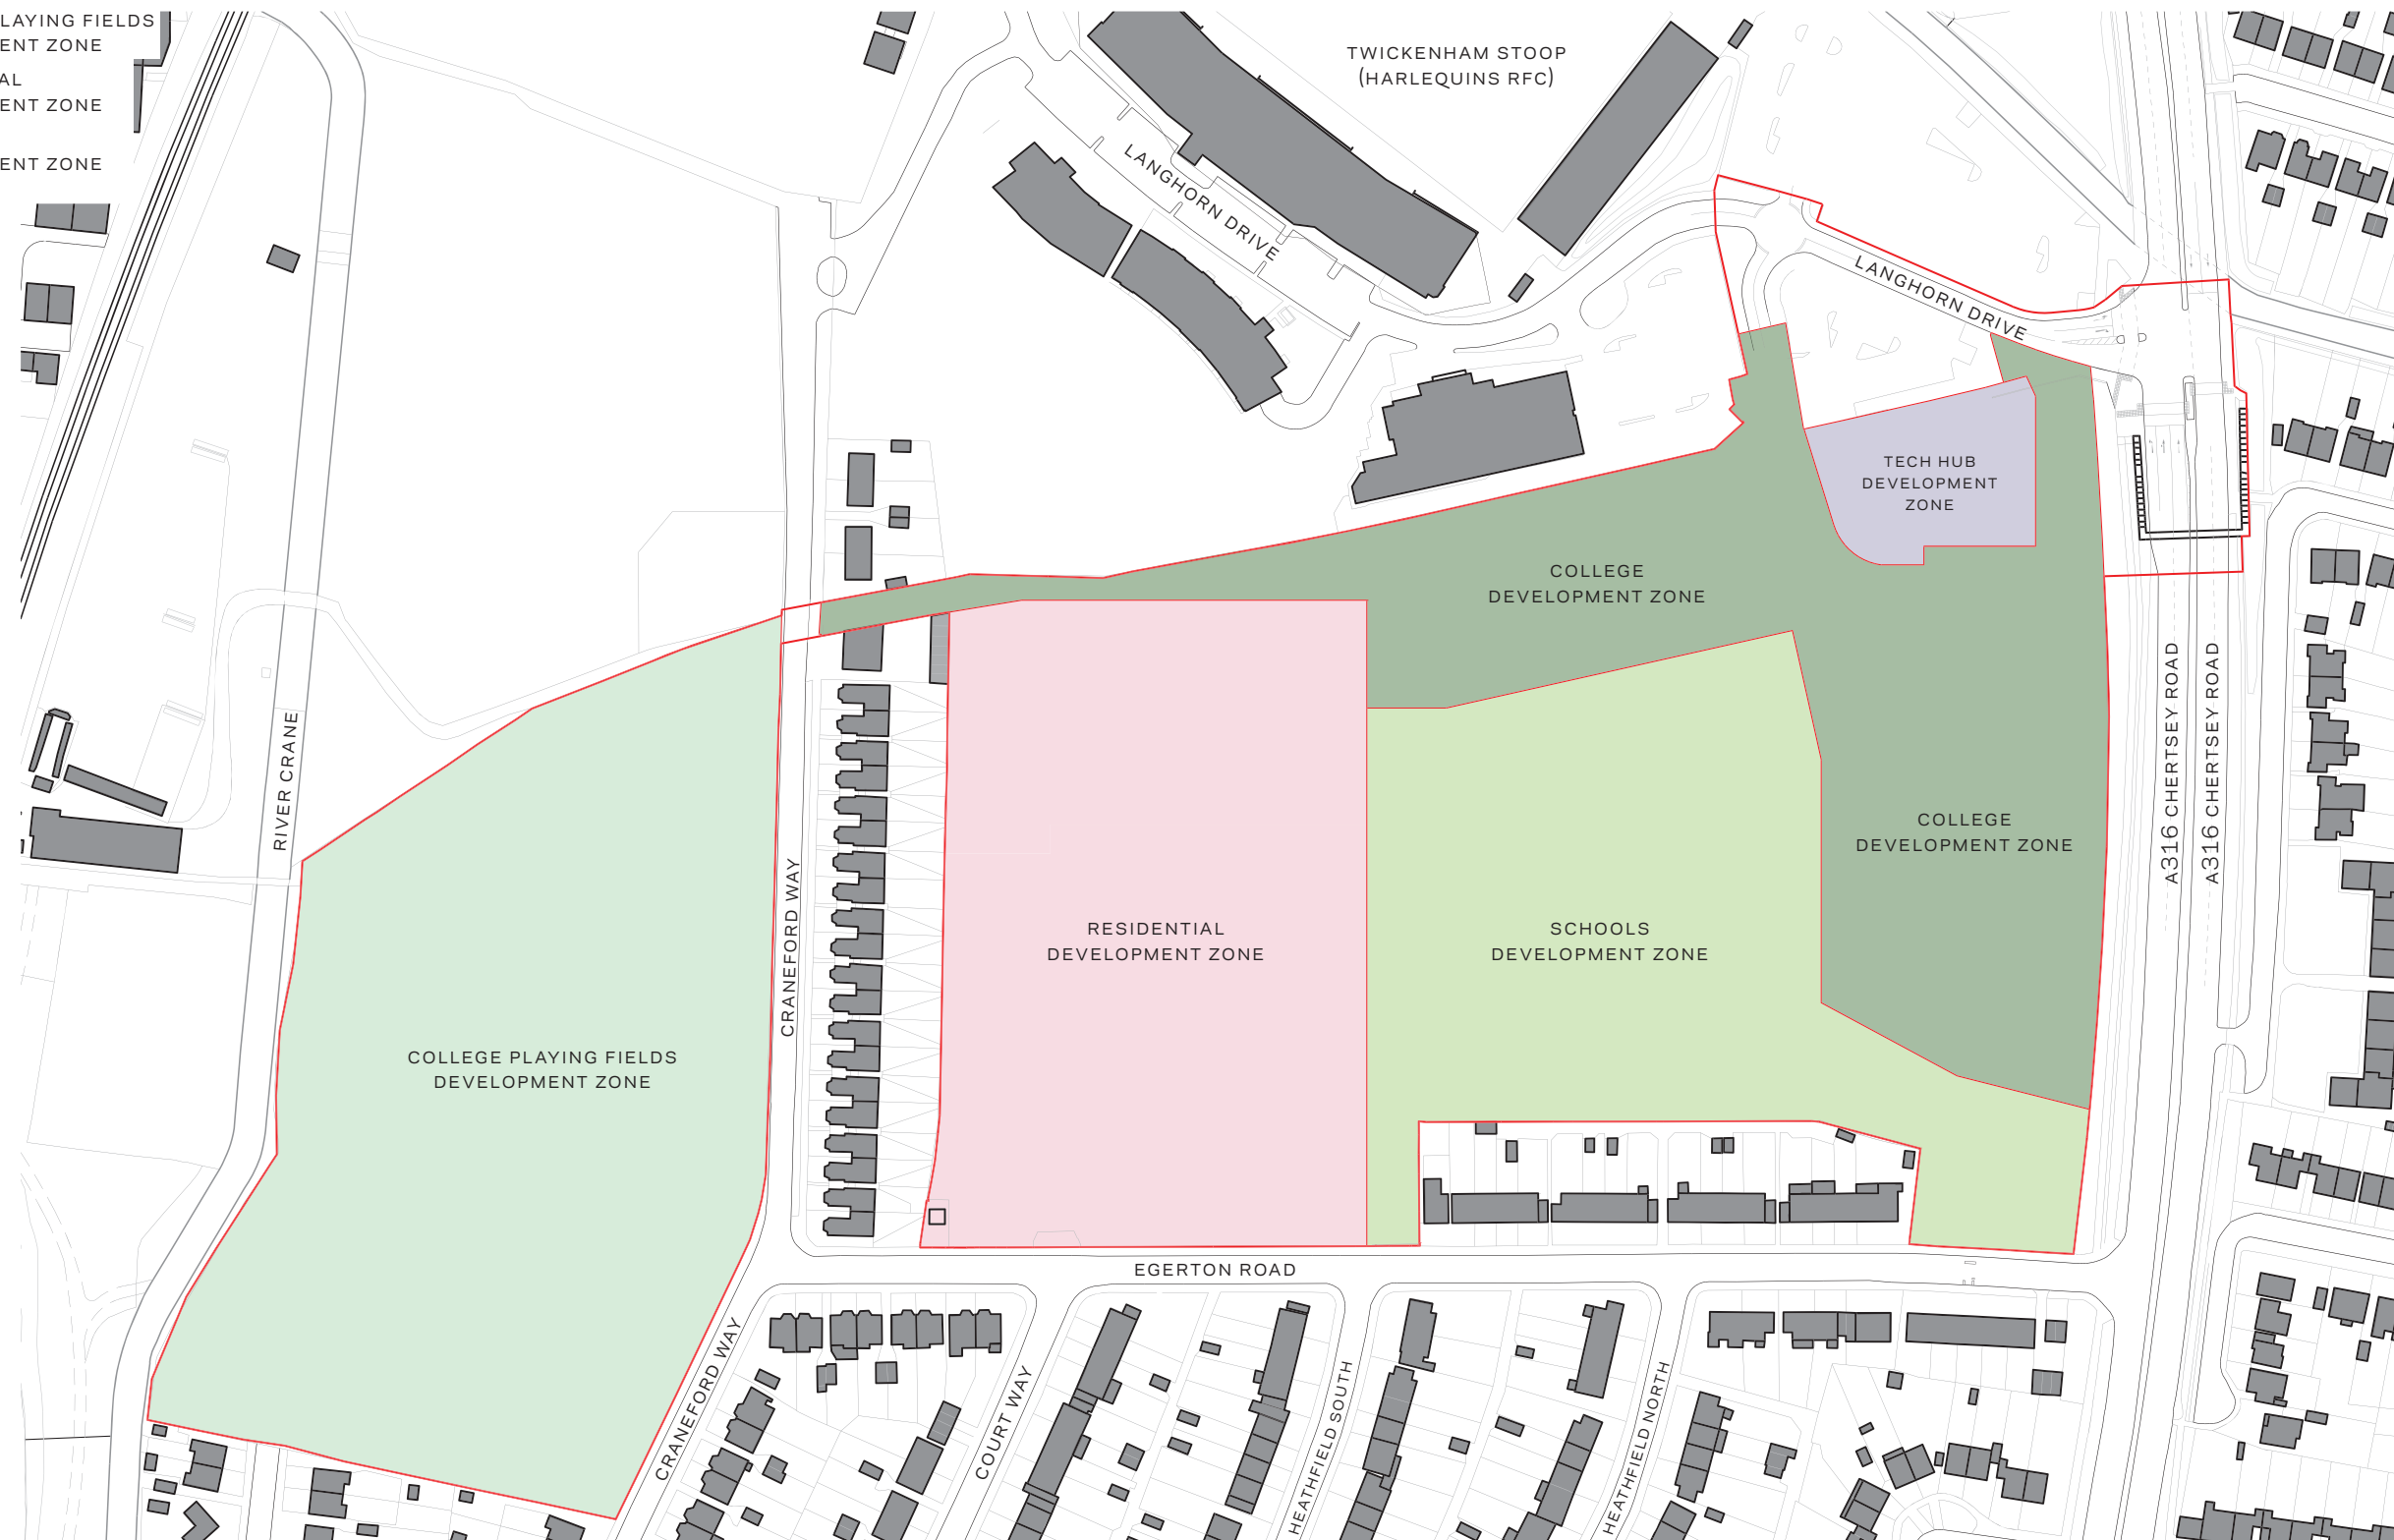 LAYING FIELDS
ENT ZONE
AL
ENT ZONE
ENT ZONE
TWICKENHAM STOOP
(HARLEQUINS RFC)
LANGHORN DRIVE
LANGHORN DRIVE
TECH HUB
DEVELOPMENT
ZONE
COLLEGE
DEVELOPMENT ZONE
A316 CHERTSEY ROAD
A316 CHERTSEY ROAD
RIVER CRANE
COLLEGE
DEVELOPMENT ZONE
CRANEFORD WAY
RESIDENTIAL
DEVELOPMENT ZONE
SCHOOLS
DEVELOPMENT ZONE
COLLEGE PLAYING FIELDS
DEVELOPMENT ZONE
EGERTON ROAD
CRANEFORD WAY
COURT WAY
HEATHFIELD SOUTH
HEATHFIELD NORTH